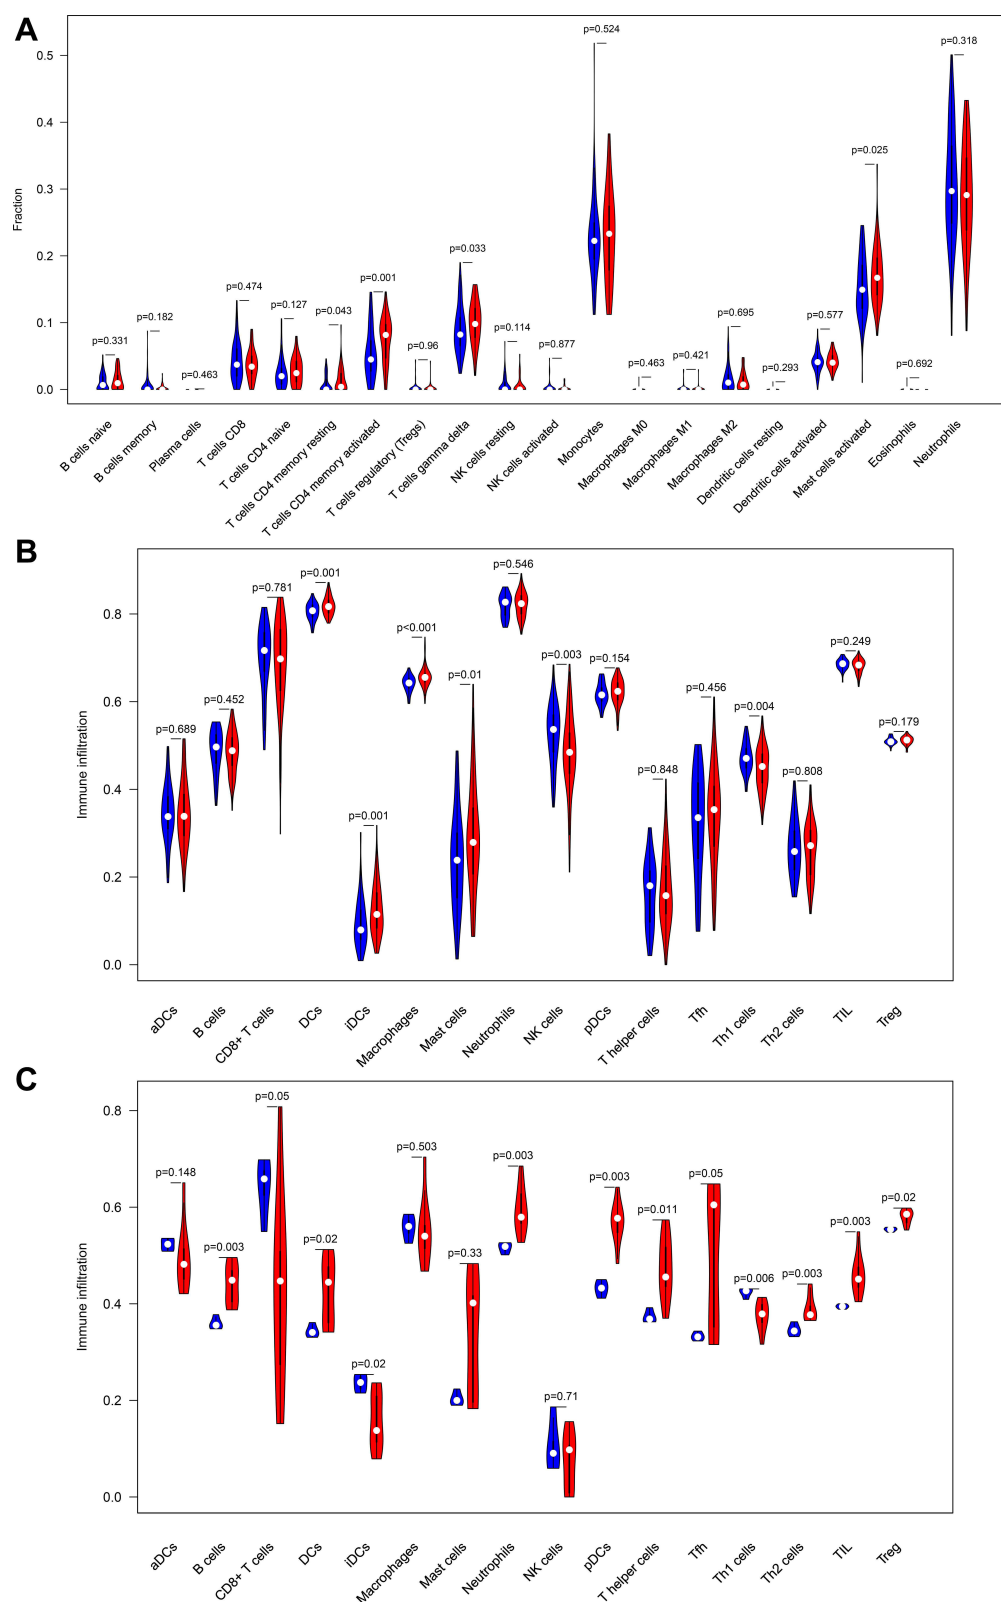 A
p=0.524
p=0.318
0.5
0.4
p=0.025
0.3
p=0.033
0.2
p=0.474
p=0.001
p=0.127
p=0.043
p=0.695
p=0.182
p=0.577
p=0.331
p=0.114
0.1
p=0.96
p=0.877
p=0.421
p=0.463
p=0.293
p=0.692
p=0.463
0.0
Fraction
B cells naive
B cells memory
Plasma cells
T cells CD8
T cells CD4 naive
T cells CD4 memory resting
T cells CD4 memory activated
T cells regulatory (Tregs)
T cells gamma delta
NK cells resting
NK cells activated
Monocytes
Macrophages M0
Macrophages M1
Macrophages M2
Dendritic cells resting
Dendritic cells activated
Mast cells activated
Eosinophils
Neutrophils
B
p=0.546
p=0.001
p=0.781
0.8
p<0.001
p=0.01
p=0.003
p=0.154
p=0.249
p=0.452
p=0.456
p=0.004
0.6
p=0.689
p=0.179
p=0.848
p=0.808
0.4
p=0.001
0.2
0.0
Immune infiltration
aDCs
B cells
CD8+ T cells
DCs
iDCs
Macrophages
Mast cells
Neutrophils
NK cells
pDCs
T helper cells
Tfh
Th1 cells
Th2 cells
TIL
Treg
C
p=0.05
0.8
p=0.503
p=0.003
p=0.148
p=0.003
p=0.05
0.6
p=0.011
p=0.02
p=0.003
p=0.02
p=0.003
p=0.33
p=0.006
p=0.003
0.4
p=0.02
p=0.71
0.2
0.0
Immune infiltration
aDCs
B cells
CD8+ T cells
DCs
iDCs
Macrophages
Mast cells
Neutrophils
NK cells
pDCs
T helper cells
Tfh
Th1 cells
Th2 cells
TIL
Treg